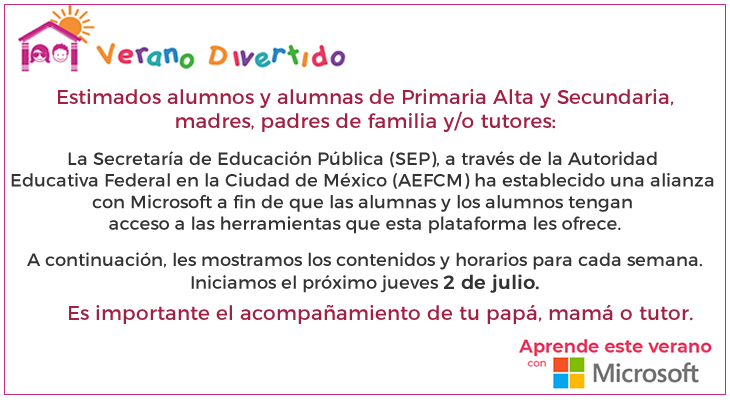 Verano Divertido
Estimados alumnos y alumnas de Primaria Alta y Secundaria,
madres, padres de familia y/o tutores:
La Secretaría de Educación Pública (SEP), a través de la Autoridad
Educativa Federal en la Ciudad de México (AEFCM) ha establecido una alianza
con Microsoft a fin de que las alumnas y los alumnos tengan
acceso a las herramientas que esta plataforma les ofrece.
A continuación, les mostramos los contenidos y horarios para cada semana.
Iniciamos el próximo jueves 2 de julio.
Es importante el acompañamiento de tu papá, mamá o tutor.
Aprende este verano
con Microsoft